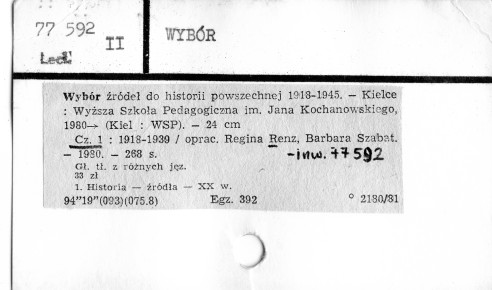 77 592
II
WYBÓR
Wybór źródeł do historii powszechnej 1918-1945. — Kielce
: Wyższa Szkoła Pedagogiczna im. Jana Kochanowskiego,
1980→ (Kiel : WSP). — 24 cm
Cz. 1 : 1918-1939 / oprac. Regina Renz, Barbara Szabat.
— 1980. — 268 s.
-inw. 77592
Gł. tł. z różnych jęz.
33 zł
1. Historia — źródła — XX w.
94"19"(093)(075.8) Egz. 392 ° 2180/81